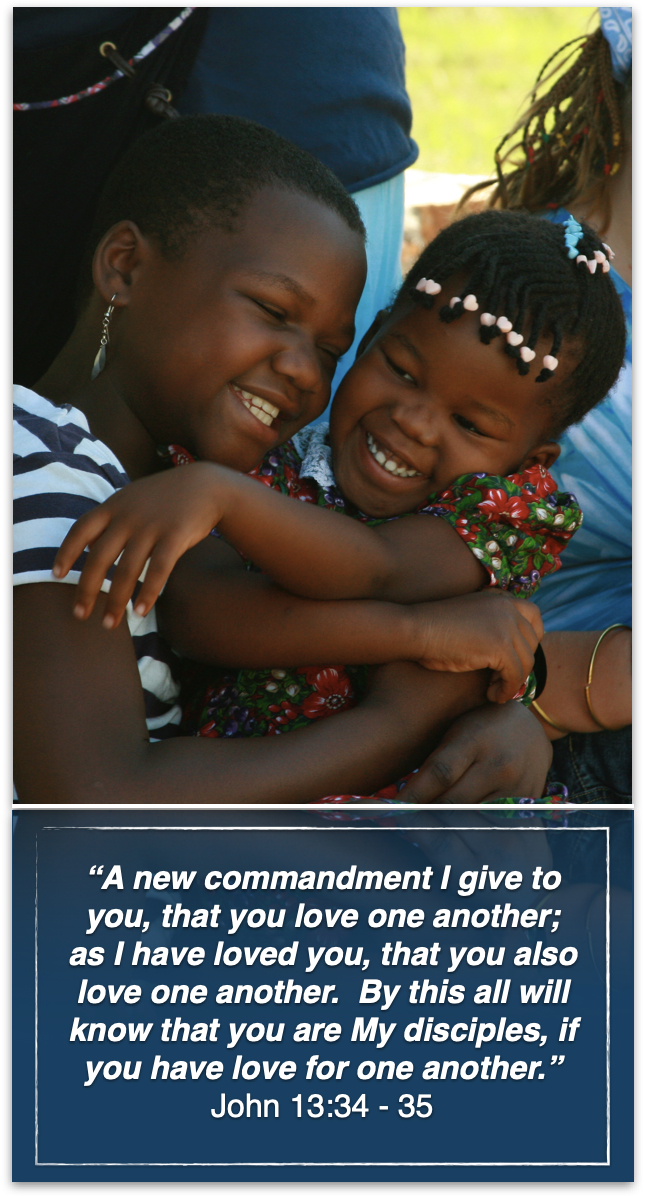 “A new commandment I give to
you, that you love one another;
as I have loved you, that you also
love one another.  By this all will
know that you are My disciples, if
you have love for one another.”
John 13:34 - 35